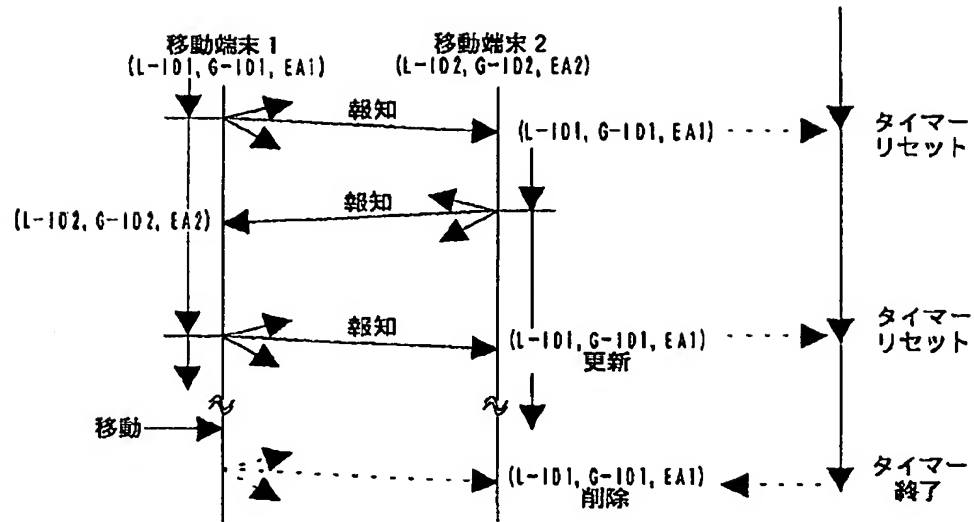 移動端末1
(L-ID1, G-ID1, EA1)
移動端末2
(L-ID2, G-ID2, EA2)
報知
(L-ID1, G-ID1, EA1)
タイマー
リセット
報知
(L-ID2, G-ID2, EA2)
報知
(L-ID1, G-ID1, EA1)
更新
タイマー
リセット
移動
(L-ID1, G-ID1, EA1)
削除
タイマー
終了